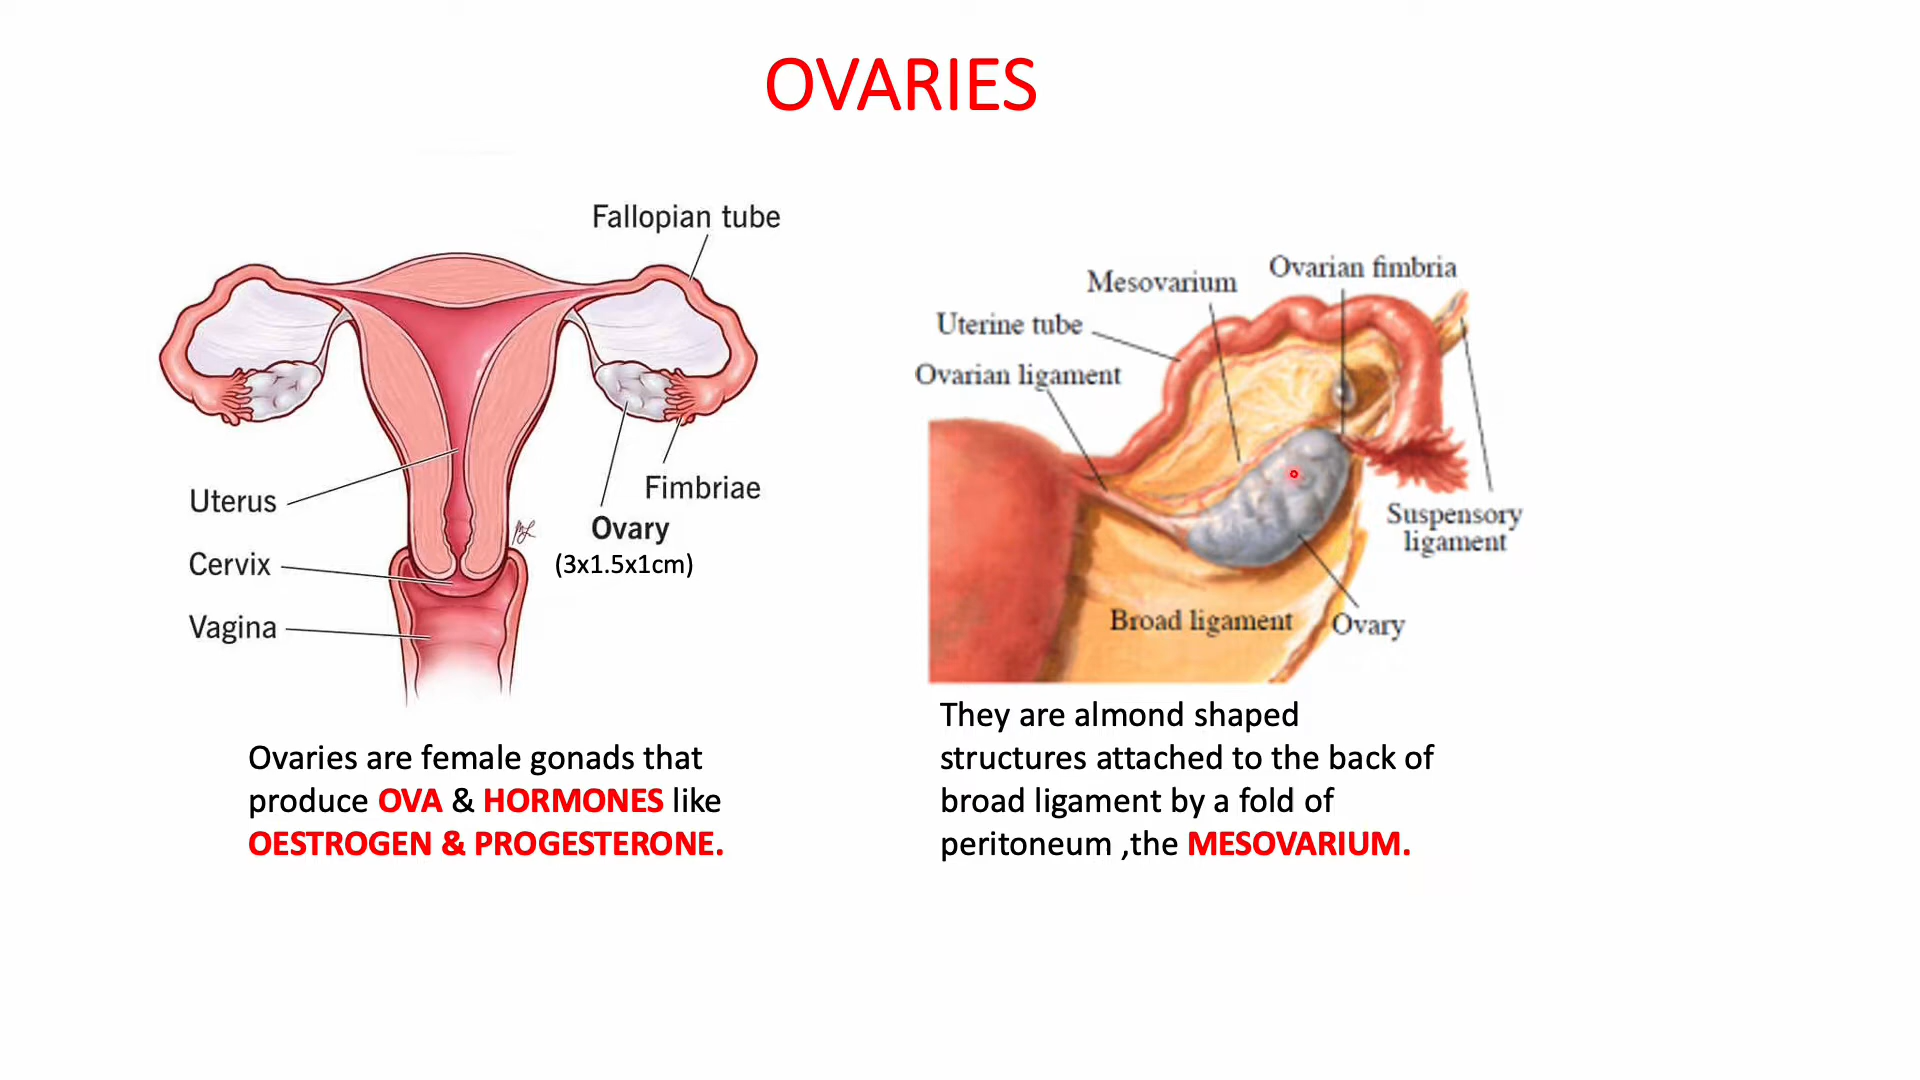 OVARIES
Fallopian tube
Uterus
Cervix
Vagina
Fimbriae
Ovary
(3x1.5x1cm)
Ovaries are female gonads that
produce OVA & HORMONES like
OESTROGEN & PROGESTERONE.
Mesovarium
Ovarian fimbria
Uterine tube
Ovarian ligament
Suspensory
ligament
Broad ligament
Ovary
They are almond shaped
structures attached to the back of
broad ligament by a fold of
peritoneum ,the MESOVARIUM.